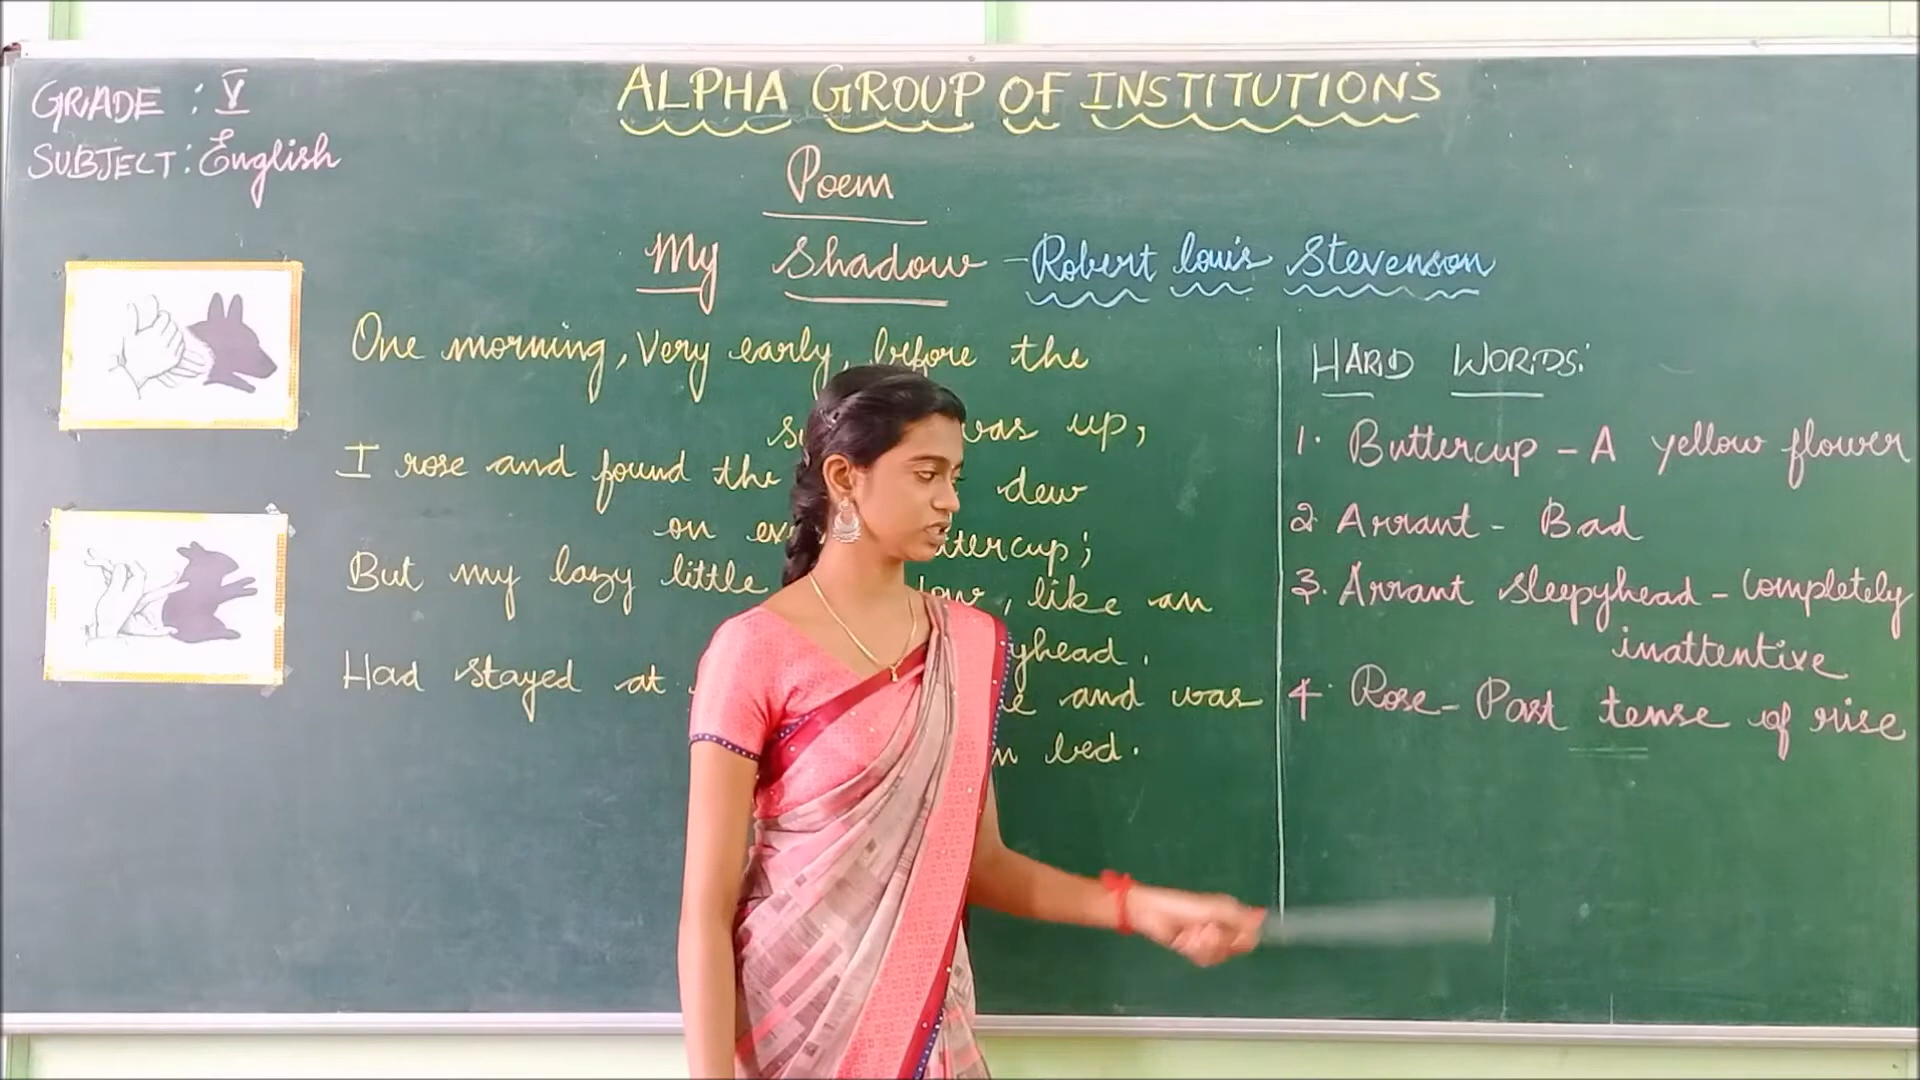 GRADE : V
SUBJECT : English
ALPHA GROUP OF INSTITUTIONS
Poem
My Shadow - Robert Louis Stevenson
One morning, Very early, before the
was up,
I rose and found the dew
on
But my lazy little , like an
Had stayed at and was
bed.
HARD WORDS:
1. Buttercup - A yellow flower
2. Arrant - Bad
3. Arrant sleepyhead - completely
inattentive
4. Rose - Past tense of rise